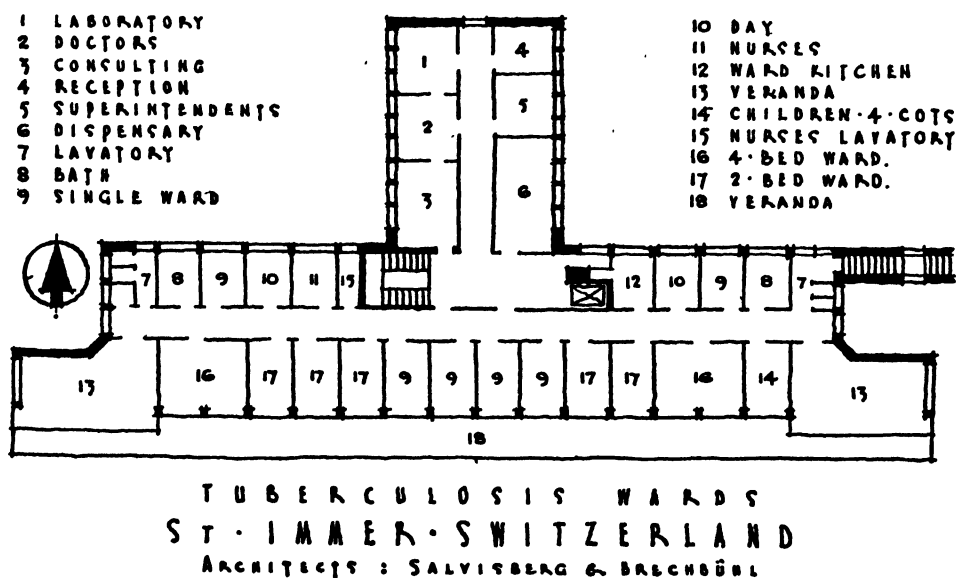 1 LABORATORY
2 DOCTORS
3 CONSULTING
4 RECEPTION
5 SUPERINTENDENTS
6 DISPENSARY
7 LAVATORY
8 BATH
9 SINGLE WARD
10 DAY
11 NURSES
12 WARD KITCHEN
13 VERANDA
14 CHILDREN·4·COTS
15 NURSES LAVATORY
16 4·BED WARD.
17 2·BED WARD.
18 VERANDA
1 4
2 5
3 6
7 8 9 10 11 15 12 10 9 8 7
13 16 17 17 17 9 9 9 9 17 17 16 14 13
18
TUBERCULOSIS WARDS
ST·IMMER·SWITZERLAND
ARCHITECTS : SALVISBERG & BRECHBÜHL